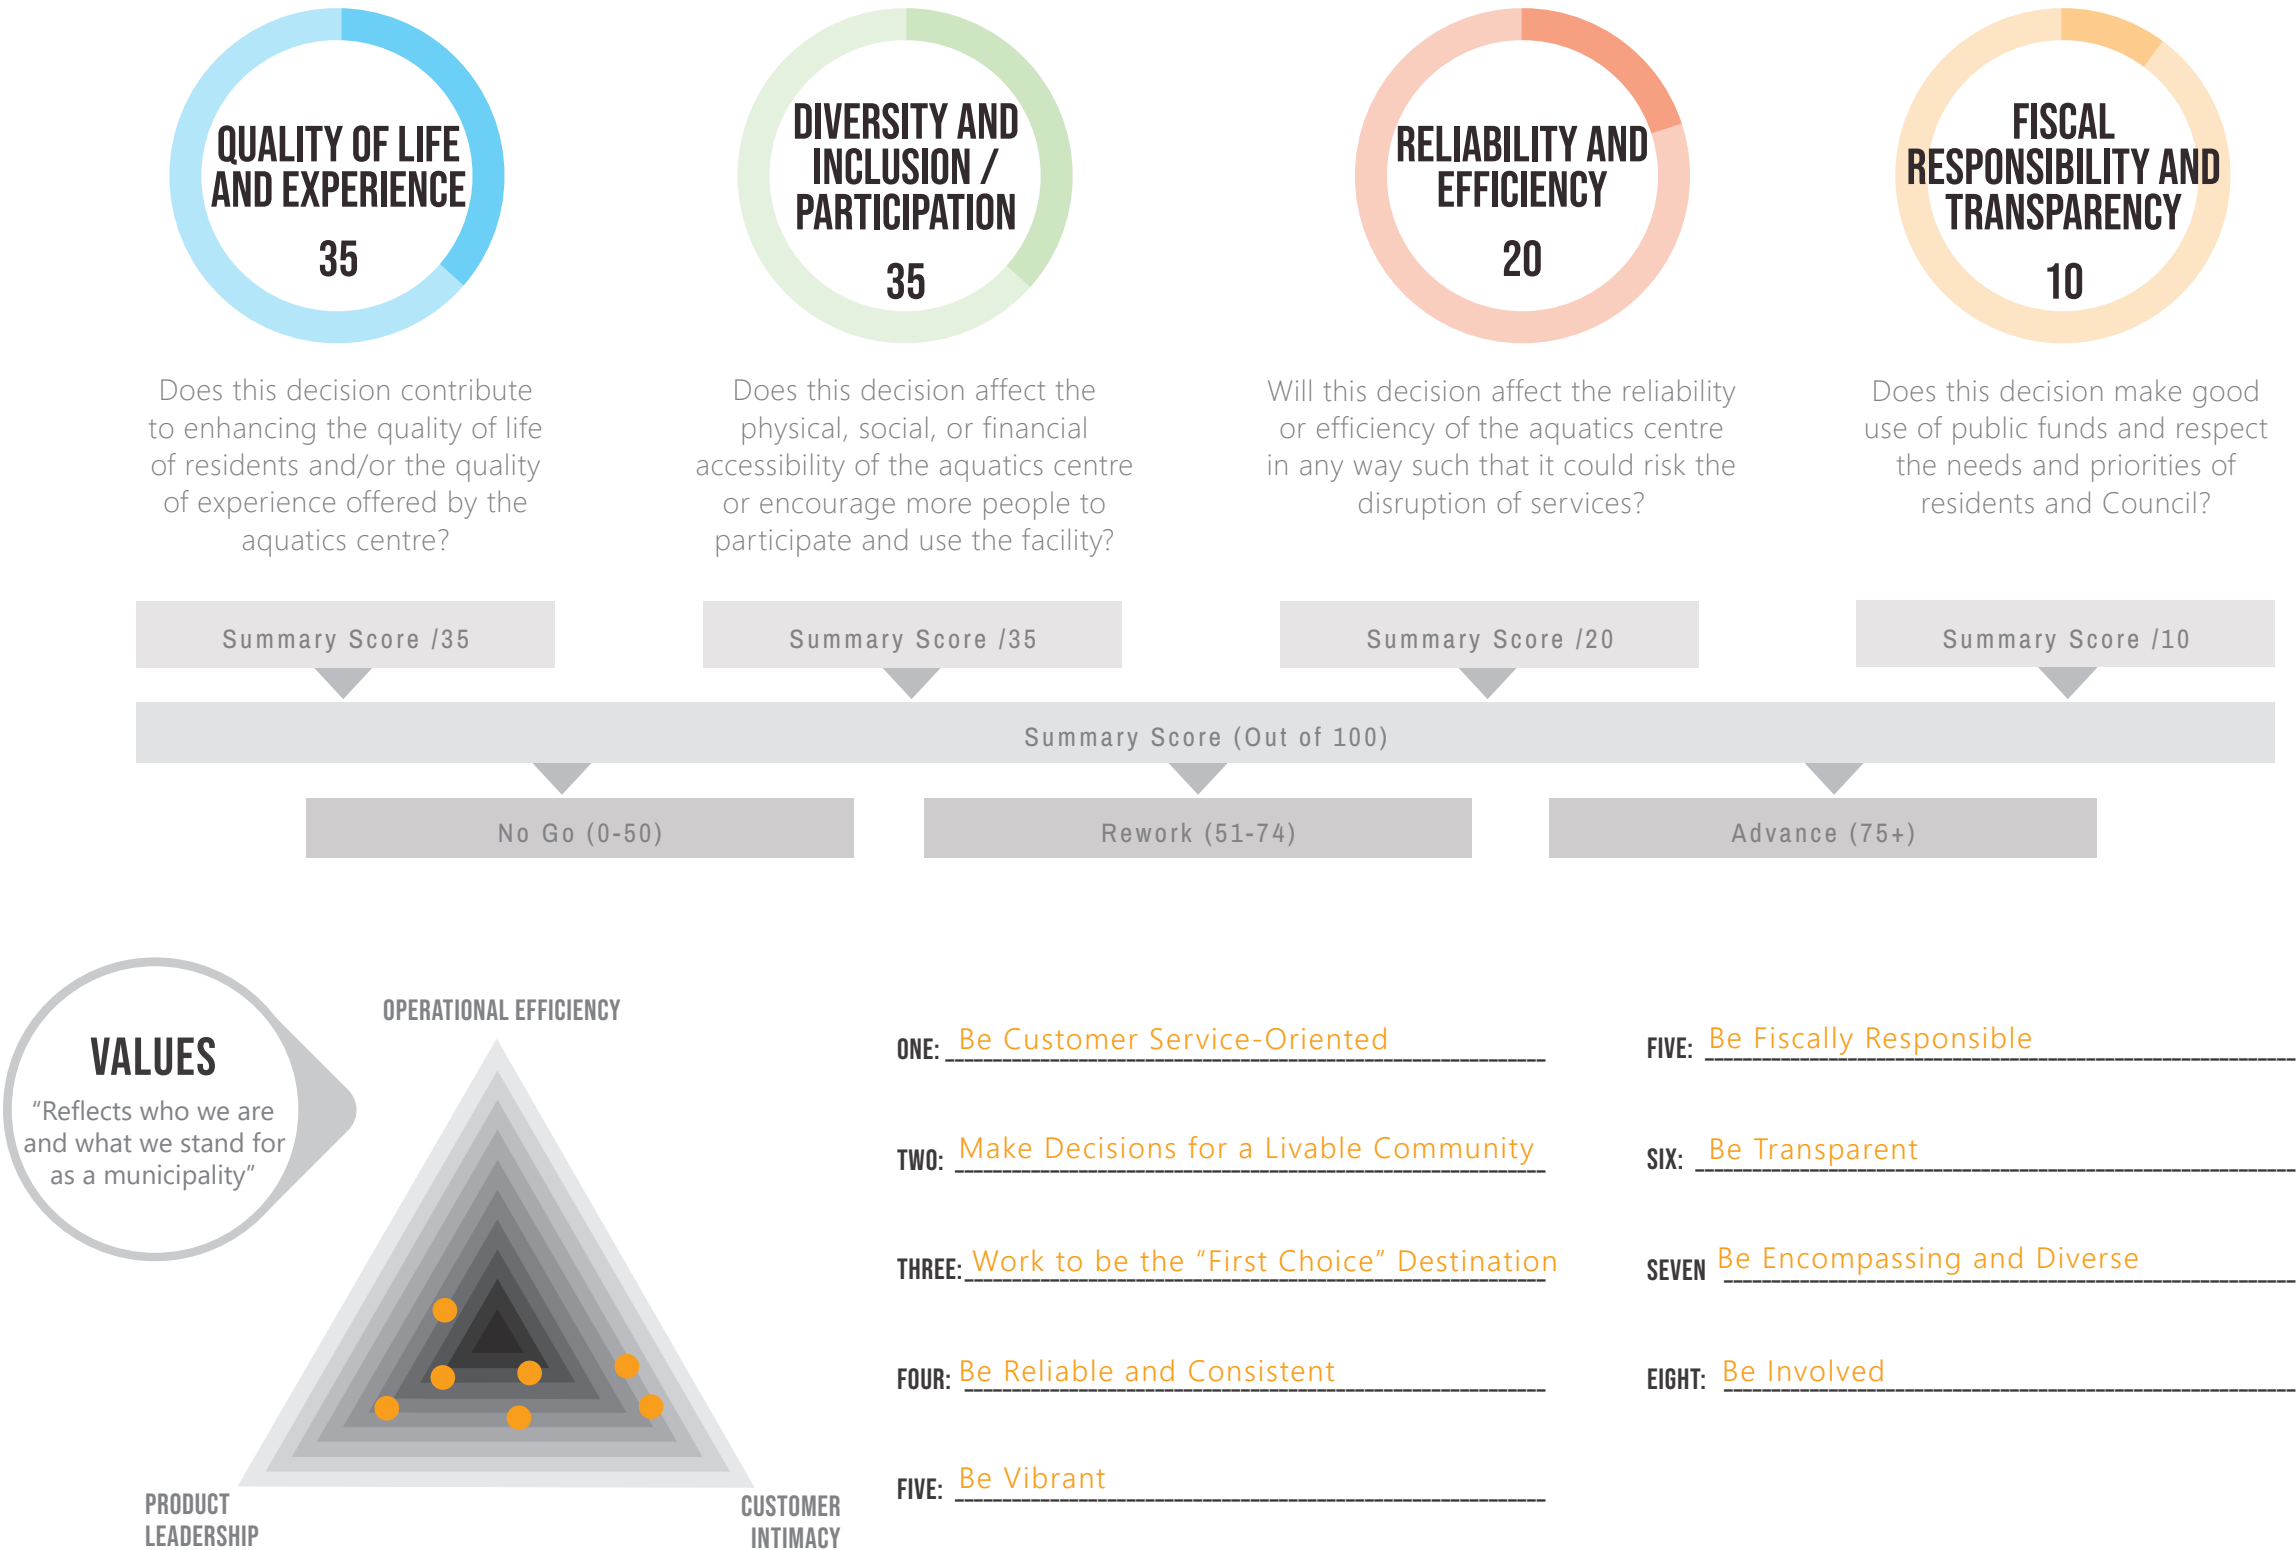 QUALITY OF LIFE
AND EXPERIENCE
35
Does this decision contribute
to enhancing the quality of life
of residents and/or the quality
of experience offered by the
aquatics centre?
DIVERSITY AND
INCLUSION /
PARTICIPATION
35
Does this decision affect the
physical, social, or financial
accessibility of the aquatics centre
or encourage more people to
participate and use the facility?
RELIABILITY AND
EFFICIENCY
20
Will this decision affect the reliability
or efficiency of the aquatics centre
in any way such that it could risk the
disruption of services?
FISCAL
RESPONSIBILITY AND
TRANSPARENCY
10
Does this decision make good
use of public funds and respect
the needs and priorities of
residents and Council?
Summary Score /35
Summary Score /35
Summary Score /20
Summary Score /10
Summary Score (Out of 100)
No Go (0-50)
Rework (51-74)
Advance (75+)
VALUES
“Reflects who we are
and what we stand for
as a municipality”
OPERATIONAL EFFICIENCY
PRODUCT
LEADERSHIP
CUSTOMER
INTIMACY
ONE: Be Customer Service-Oriented
TWO: Make Decisions for a Livable Community
THREE: Work to be the “First Choice” Destination
FOUR: Be Reliable and Consistent
FIVE: Be Vibrant
FIVE: Be Fiscally Responsible
SIX: Be Transparent
SEVEN Be Encompassing and Diverse
EIGHT: Be Involved